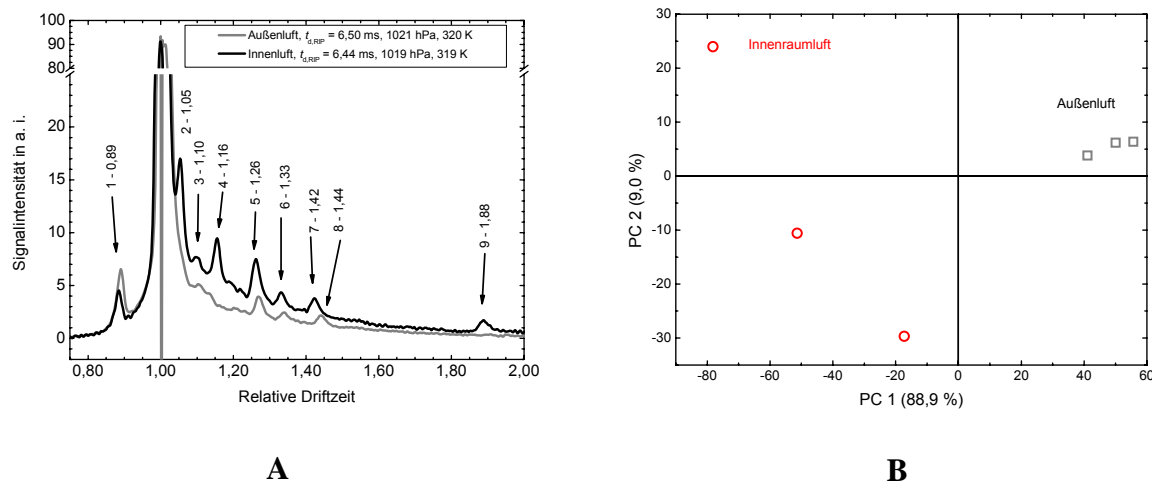 100
90
80
20
15
10
5
0
Signalintensität in a. i.
Außenluft, t_d,RIP = 6,50 ms, 1021 hPa, 320 K
Innenluft, t_d,RIP = 6,44 ms, 1019 hPa, 319 K
1 - 0,89
2 - 1,05
3 - 1,10
4 - 1,16
5 - 1,26
6 - 1,33
7 - 1,42
8 - 1,44
9 - 1,88
0,80 1,00 1,20 1,40 1,60 1,80 2,00
Relative Driftzeit
A
30
20
10
0
-10
-20
-30
PC 2 (9,0 %)
Innenraumluft
Außenluft
-80 -60 -40 -20 0 20 40 60
PC 1 (88,9 %)
B